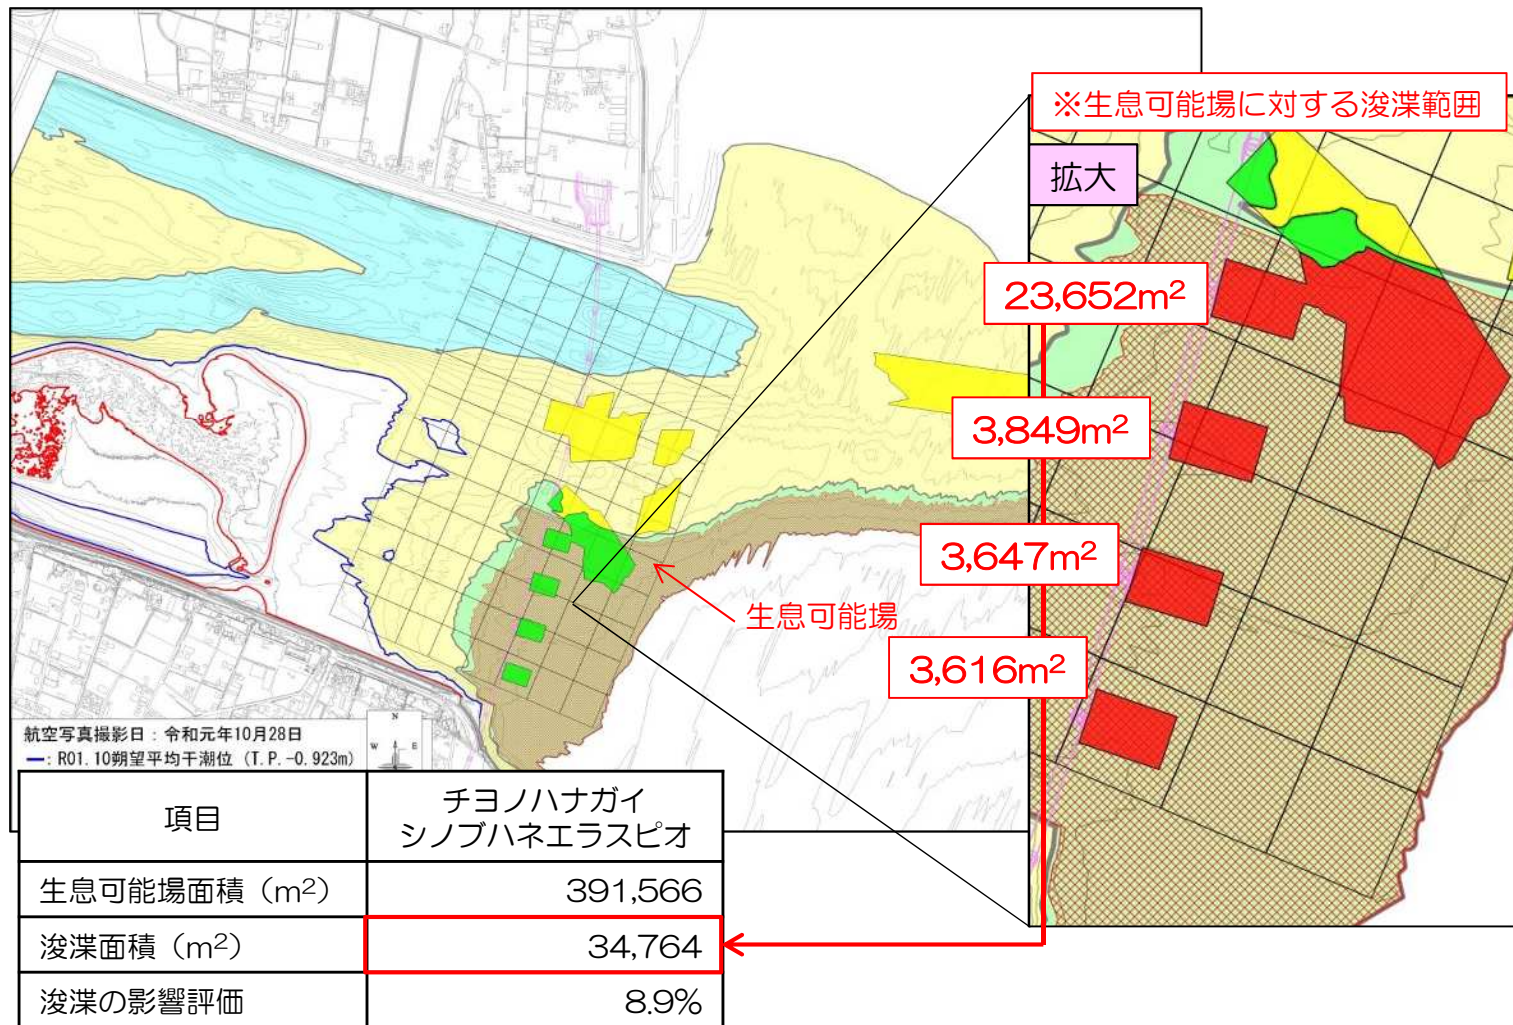 ※生息可能場に対する浚渫範囲
拡大
23,652m²
3,849m²
3,647m²
3,616m²
生息可能場
航空写真撮影日：令和元年10月28日
━：R01.10朔望平均干潮位（T.P.-0.923m）
N
W E
項目
チヨノハナガイ
シノブハネエラスピオ
生息可能場面積（m²） 391,566
浚渫面積（m²） 34,764
浚渫の影響評価 8.9%